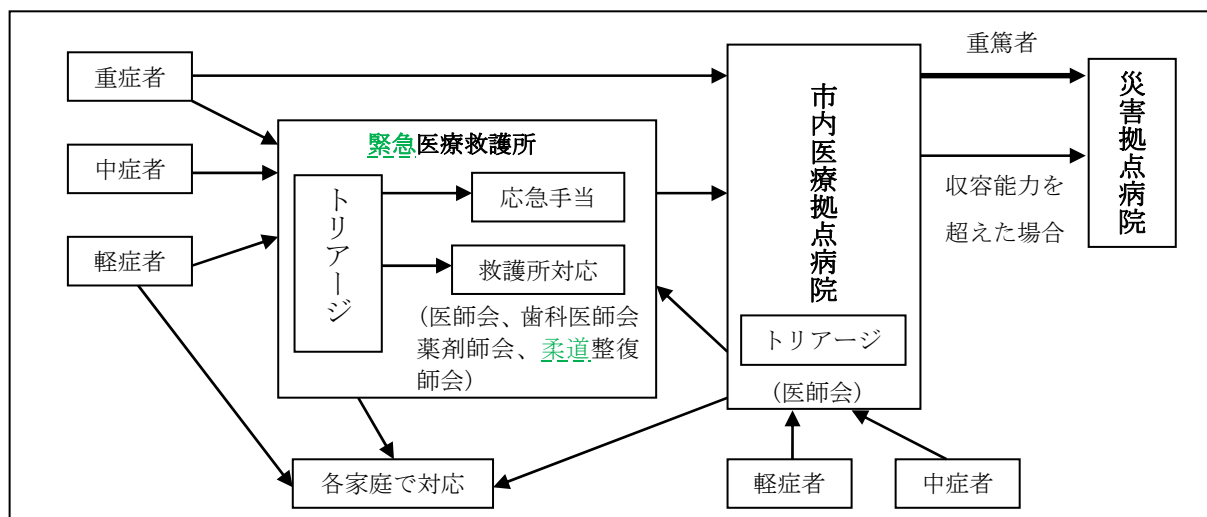 重症者
中症者
軽症者
緊急医療救護所
トリアージ
応急手当
救護所対応
（医師会、歯科医師会
薬剤師会、柔道整復
師会）
各家庭で対応
市内医療拠点病院
トリアージ
（医師会）
軽症者
中症者
重篤者
収容能力を
超えた場合
災害拠点病院